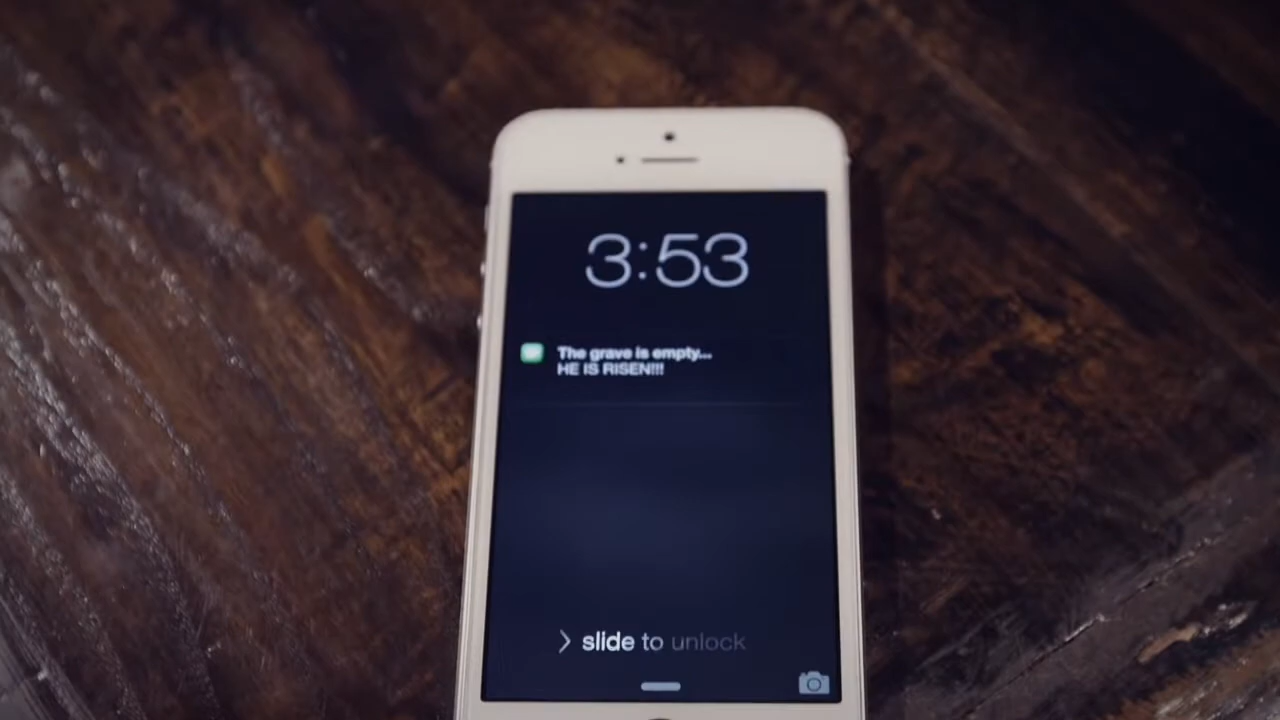 3:53
The grave is empty...
HE IS RISEN!!!
slide to unlock